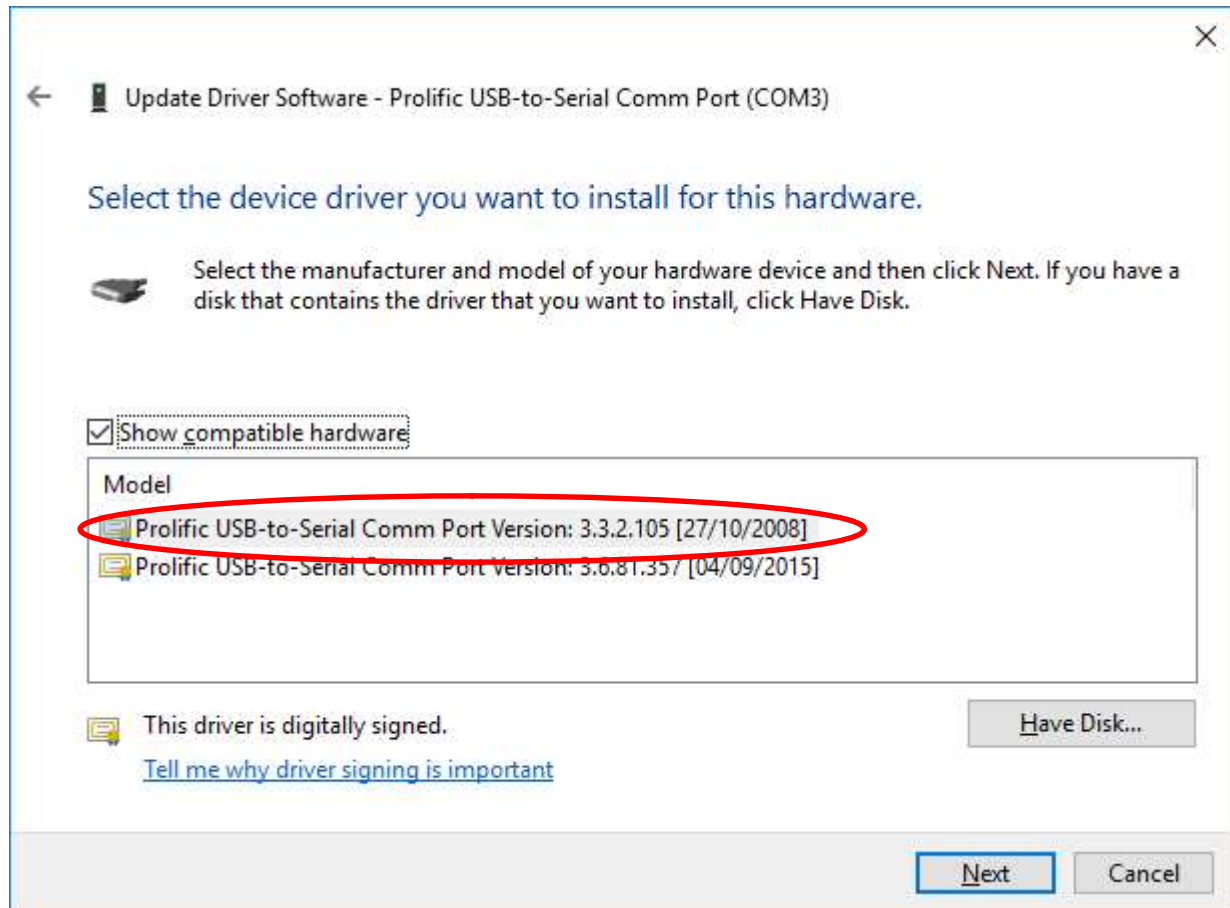 Update Driver Software - Prolific USB-to-Serial Comm Port (COM3)
Select the device driver you want to install for this hardware.
Select the manufacturer and model of your hardware device and then click Next. If you have a
disk that contains the driver that you want to install, click Have Disk.
Show compatible hardware
Model
Prolific USB-to-Serial Comm Port Version: 3.3.2.105 [27/10/2008]
Prolific USB-to-Serial Comm Port Version: 3.6.81.357 [04/09/2015]
This driver is digitally signed.
Have Disk...
Tell me why driver signing is important
Next
Cancel